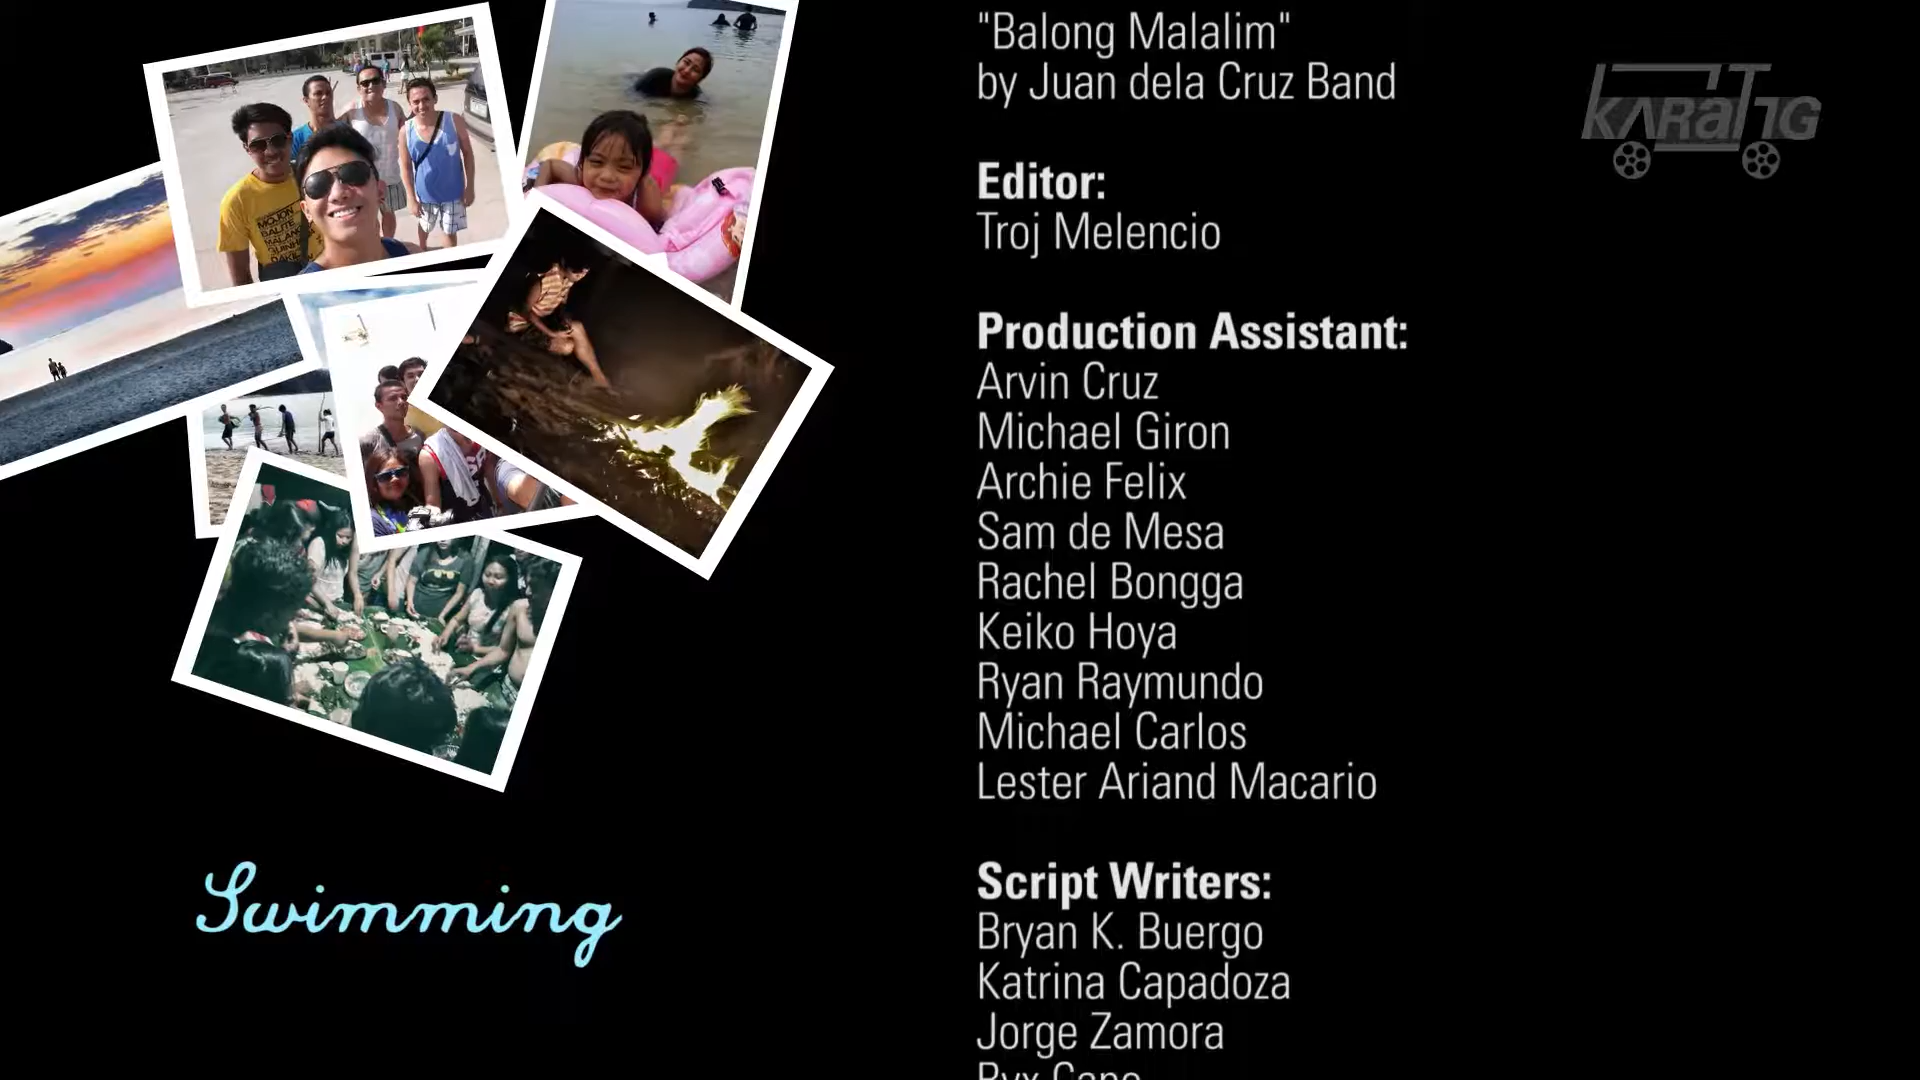 "Balong Malalim"
by Juan dela Cruz Band
KARATIG
Editor:
Troj Melencio
Production Assistant:
Arvin Cruz
Michael Giron
Archie Felix
Sam de Mesa
Rachel Bongga
Keiko Hoya
Ryan Raymundo
Michael Carlos
Lester Ariand Macario
Script Writers:
Bryan K. Buergo
Katrina Capadoza
Jorge Zamora
Swimming